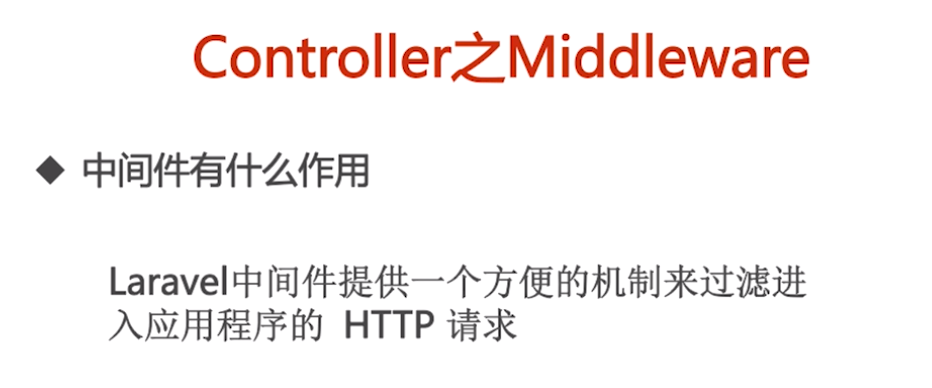 Controller之Middleware
◆ 中间件有什么作用
Laravel中间件提供一个方便的机制来过滤进
入应用程序的 HTTP 请求